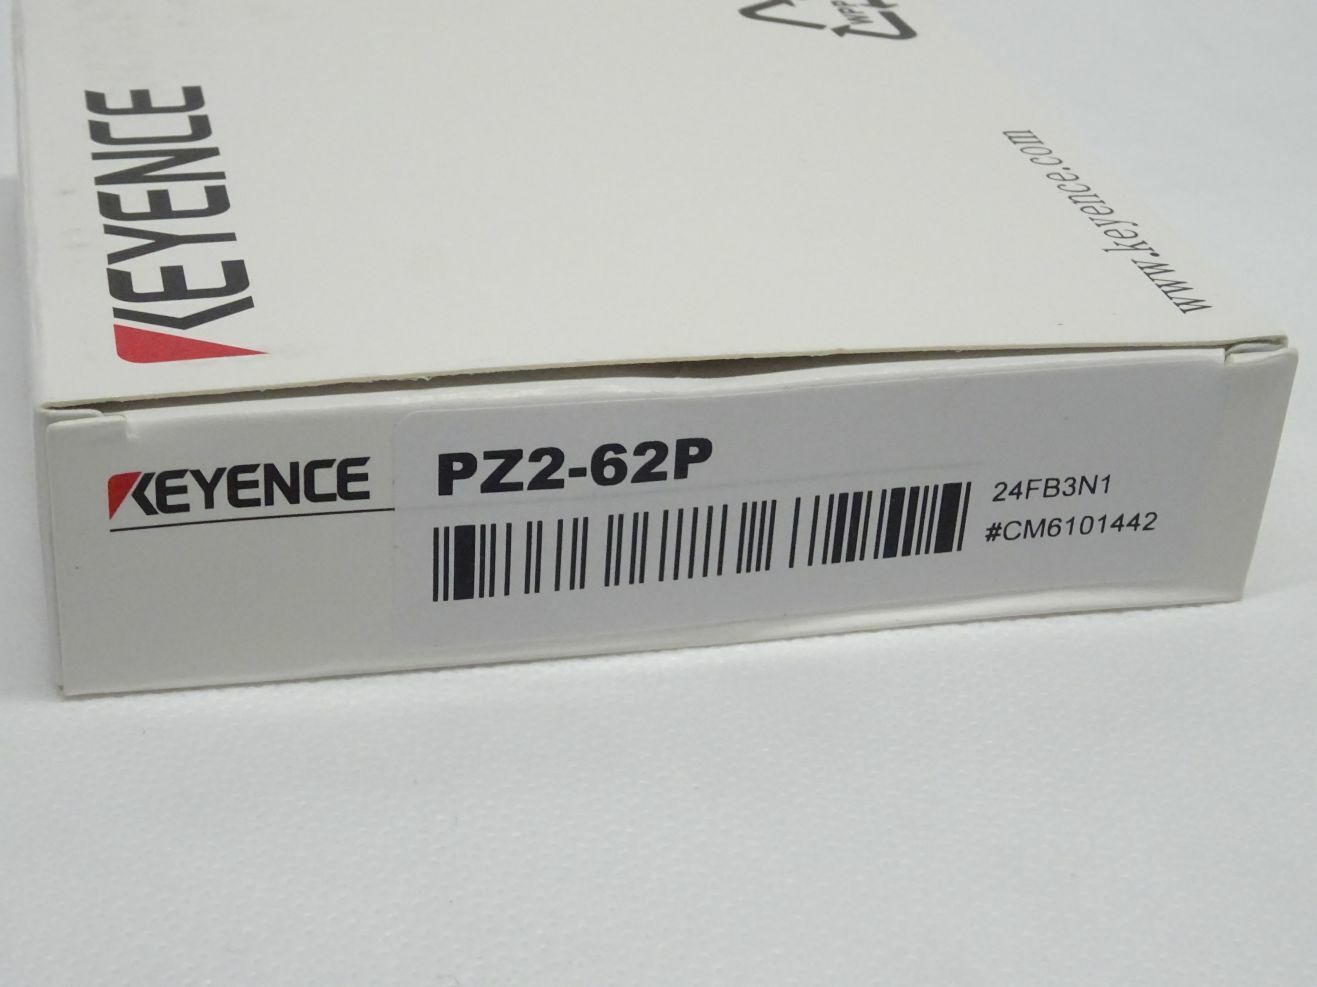 KEYENCE
www.keyence.com
KEYENCE
PZ2-62P
24FB3N1
#CM6101442